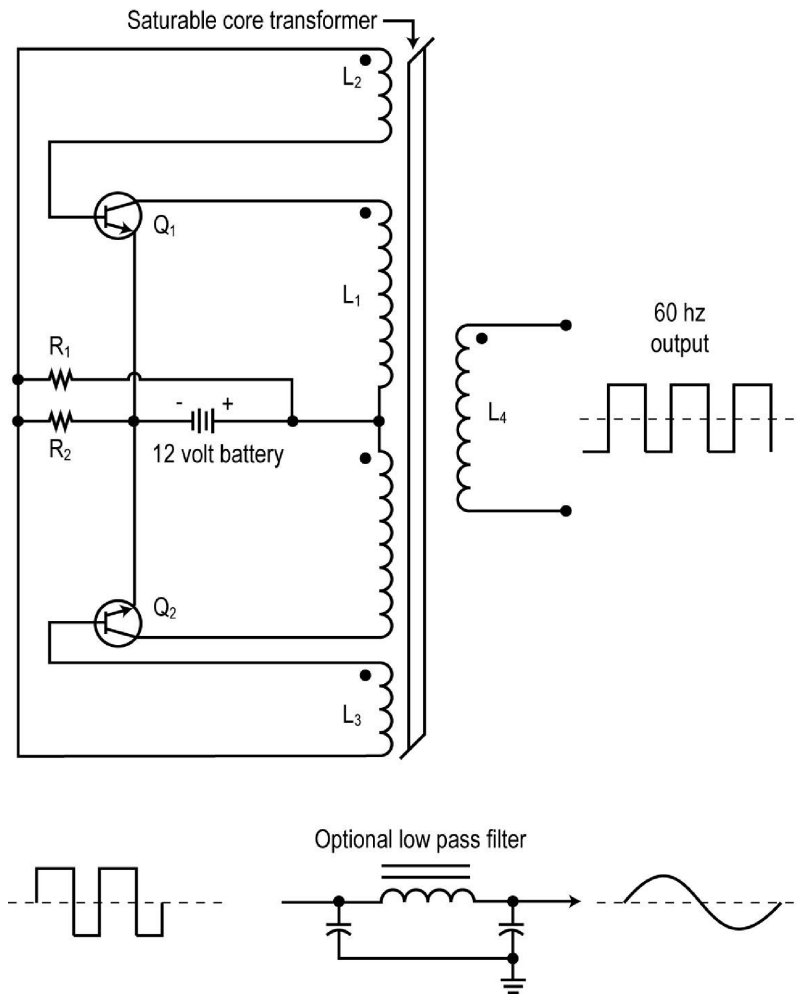 Saturable core transformer
L2
Q1
L1
60 hz
output
R1
- +
L4
R2
12 volt battery
Q2
L3
Optional low pass filter